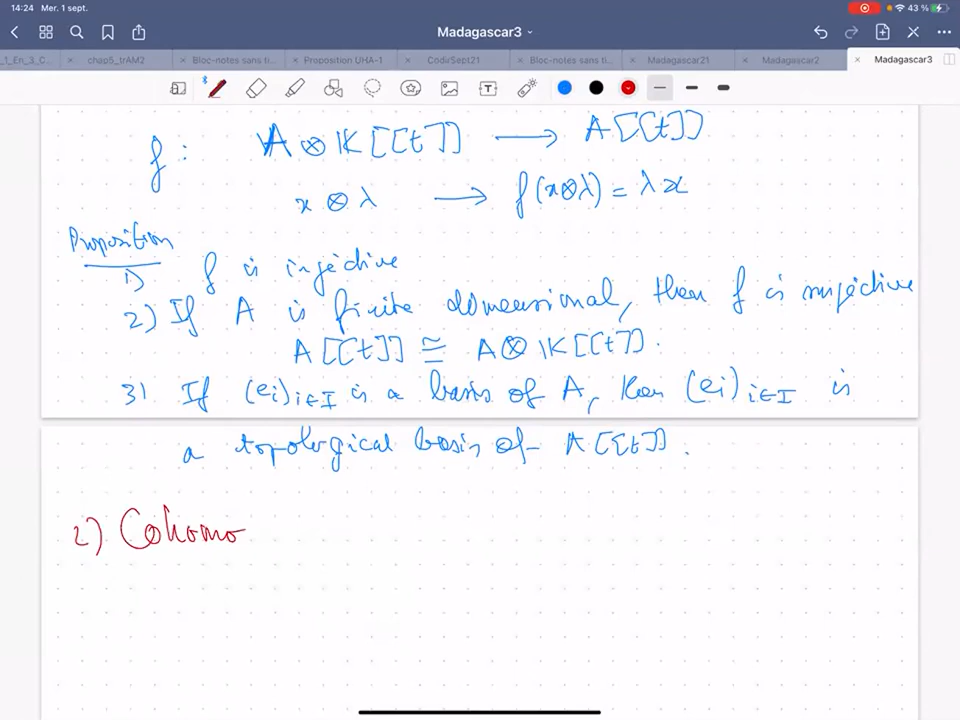 14:24 Mer. 1 sept.
43 %
Madagascar3
_1_En_3_C...
chap5_trAM2
Bloc-notes sans ti...
Proposition UHA-1
CodirSept21
Bloc-notes sans ti...
Madagascar21
Madagascar2
Madagascar3
f : A ⊗ 𝕂[[t]] ⟶ A[[t]]
x ⊗ λ ⟶ f(x⊗λ) = λ x
Proposition
1) f is injective
2) If A is finite domensional, then f is surjective
A[[t]] ≅ A⊗𝕂[[t]].
3) If (ei)i∈I is a basis of A, then (ei)i∈I is
a topological basis of A[[t]].
2) Cohomo